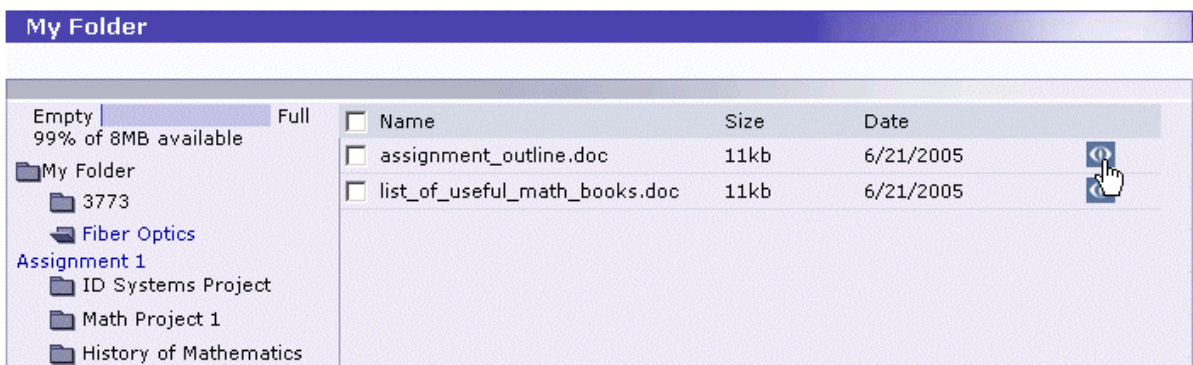 My Folder
Empty Full
99% of 8MB available
My Folder
3773
Fiber Optics
Assignment 1
ID Systems Project
Math Project 1
History of Mathematics
Name Size Date
assignment_outline.doc 11kb 6/21/2005
list_of_useful_math_books.doc 11kb 6/21/2005